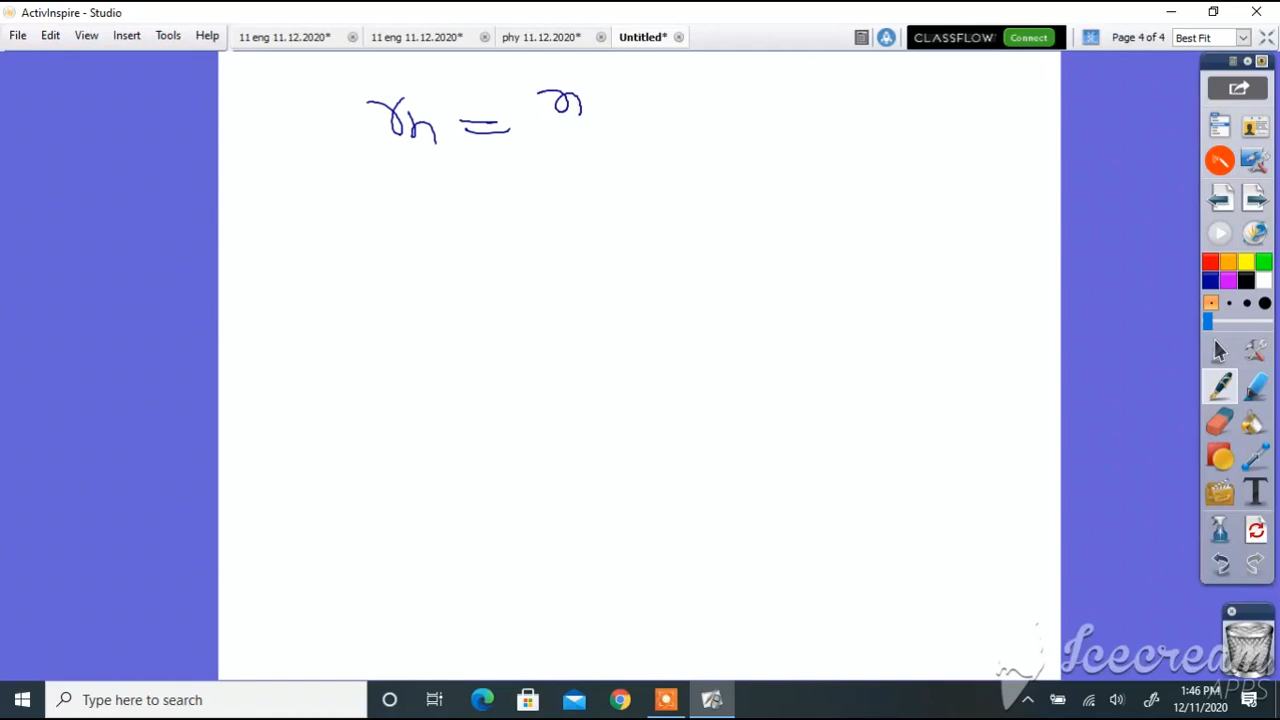 ActivInspire - Studio
File Edit View Insert Tools Help 11 eng 11.12.2020* 11 eng 11.12.2020* phy 11.12.2020* Untitled* CLASSFLOW Connect Page 4 of 4 Best Fit
rn = n
T
Icecream
APPS
Type here to search
1:46 PM
12/11/2020